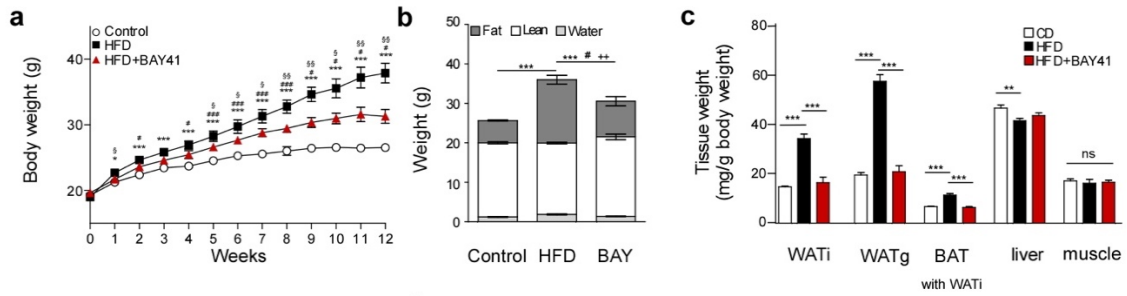 a
Control
HFD
HFD+BAY41
Body weight (g)
40
30
20
§
*
#
***
***
#
***
§
###
***
§
###
***
§
###
***
§§
###
***
§§
#
***
§
#
***
§§
#
***
§§
#
***
0 1 2 3 4 5 6 7 8 9 10 11 12
Weeks
b
Fat Lean Water
Weight (g)
50
40
30
20
10
0
*** *** # ++
Control HFD BAY
c
CD
HFD
HFD+BAY41
Tissue weight
(mg/g body weight)
80
60
40
20
0
*** ***
*** ***
*** ***
**
ns
WATi WATg BAT liver muscle
with WATi